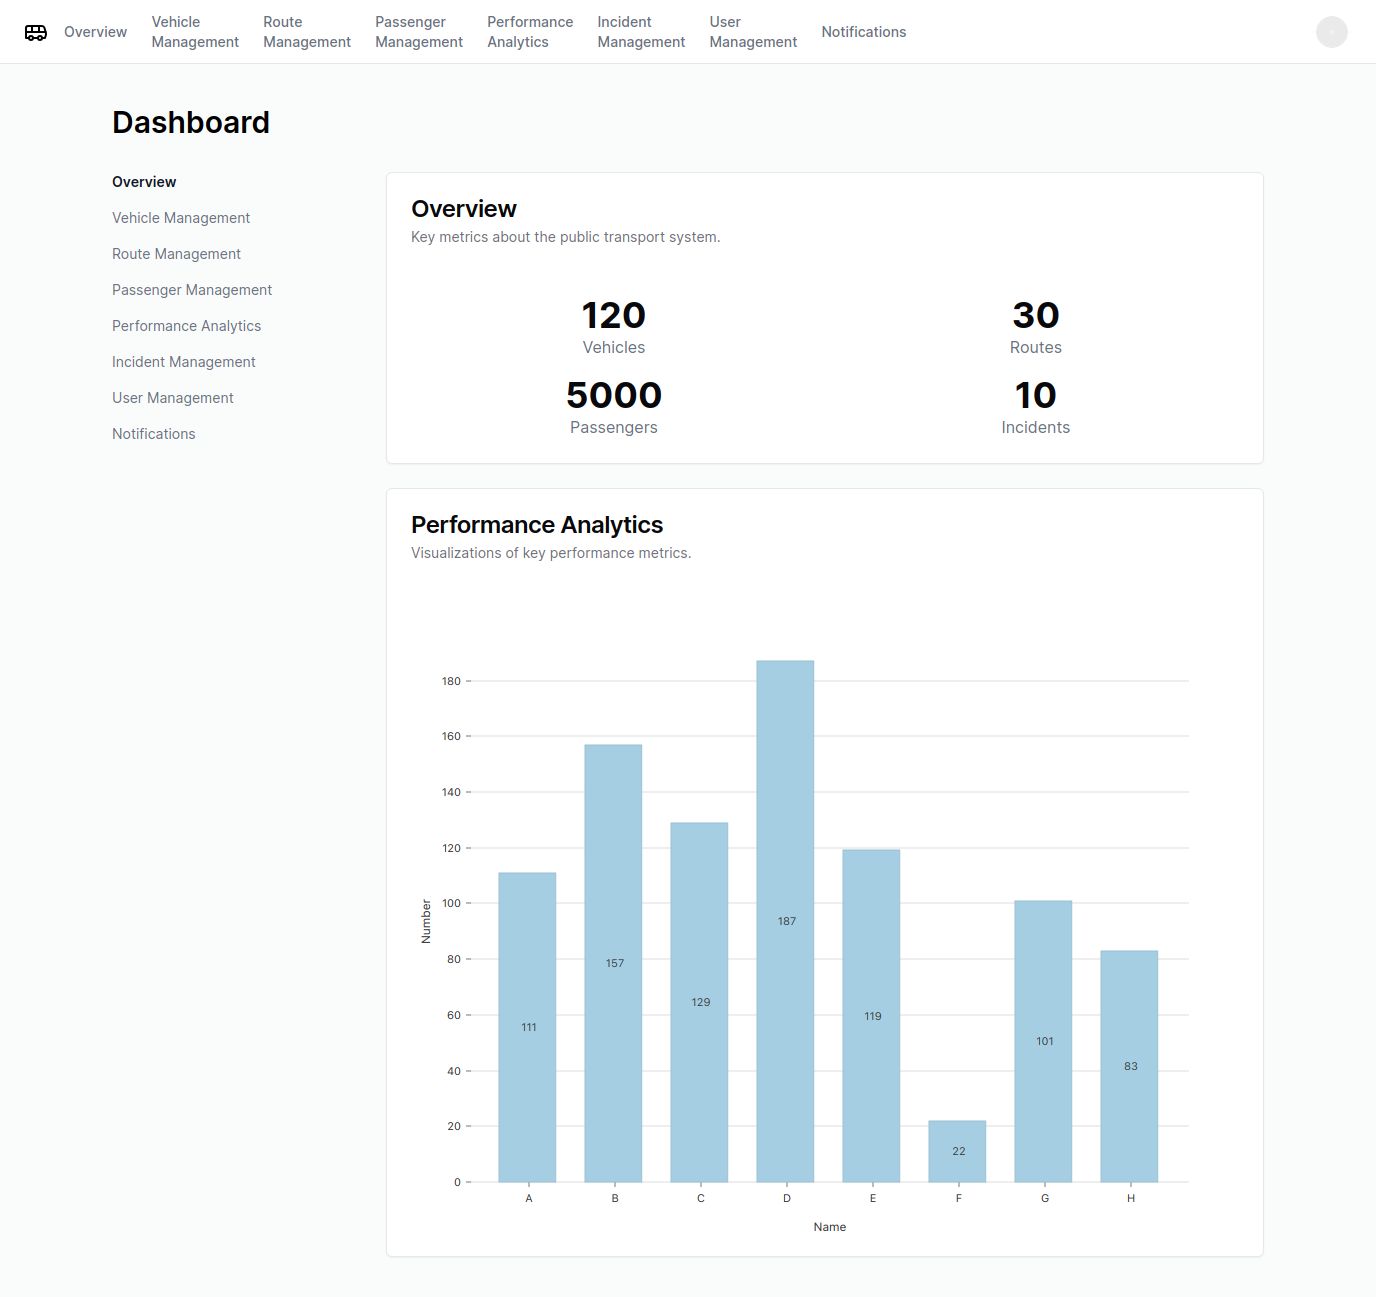 Overview
Vehicle
Management
Route
Management
Passenger
Management
Performance
Analytics
Incident
Management
User
Management
Notifications
Dashboard
Overview
Vehicle Management
Route Management
Passenger Management
Performance Analytics
Incident Management
User Management
Notifications
Overview
Key metrics about the public transport system.
120
Vehicles
30
Routes
5000
Passengers
10
Incidents
Performance Analytics
Visualizations of key performance metrics.
180
160
140
120
100
80
60
40
20
0
Number
111
157
129
187
119
22
101
83
A
B
C
D
E
F
G
H
Name